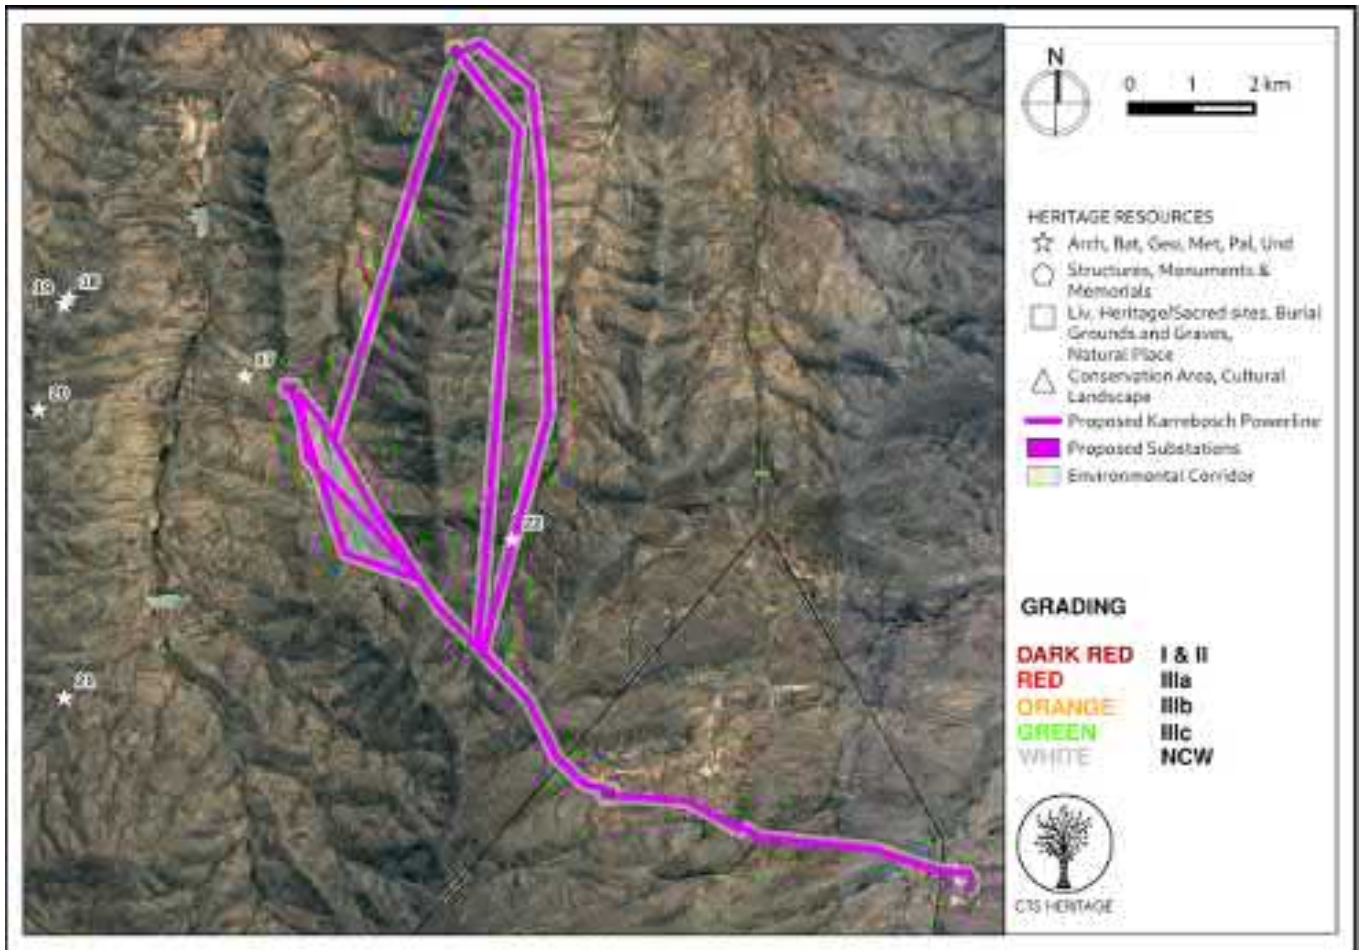 N
0 1 2 km
HERITAGE RESOURCES
Arch, Bat, Geo, Met, Pal, Und
Structures, Monuments &
Memorials
Liv. Heritage/Sacred sites, Burial
Grounds and Graves,
Natural Place
Conservation Area, Cultural
Landscape
Proposed Karrebosch Powerline
Proposed Substations
Environmental Corridor
GRADING
DARK RED I & II
RED IIIa
ORANGE IIIb
GREEN IIIc
WHITE NCW
CTS HERITAGE